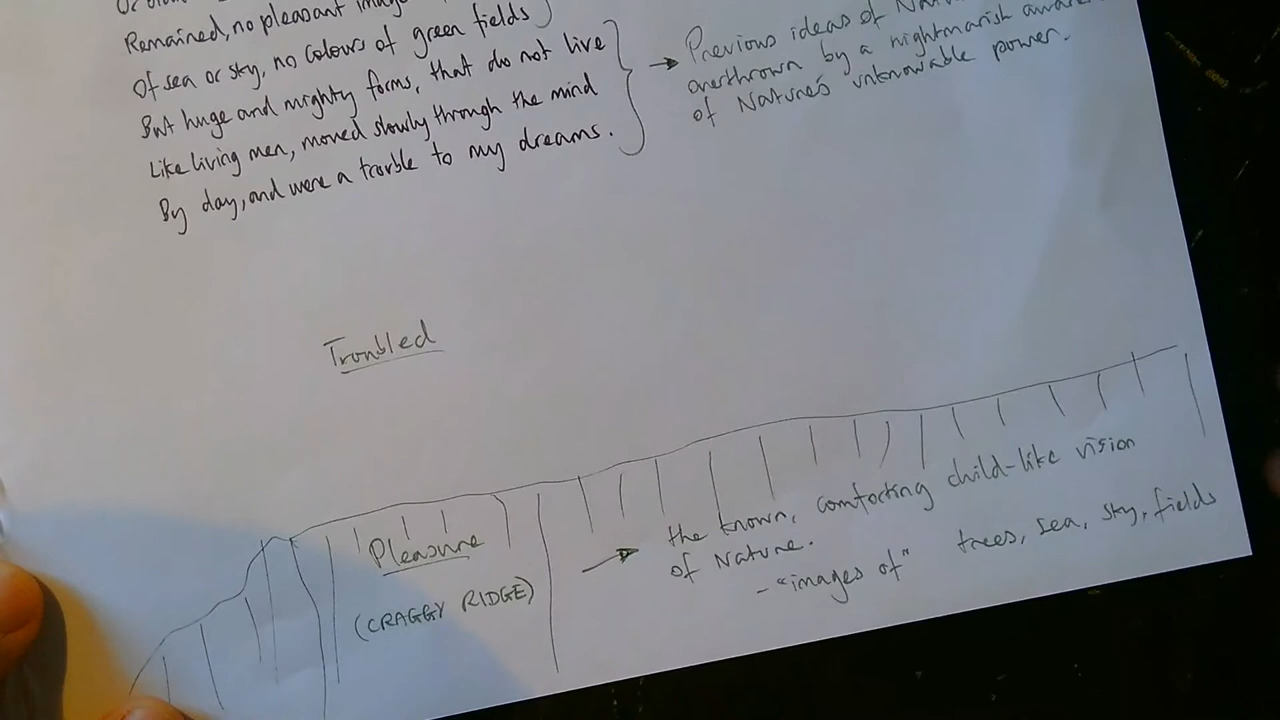 Remained, no pleasant image
Of sea or sky, no colours of green fields
But huge and mighty forms, that do not live
Like living men, moved slowly through the mind
By day, and were a trouble to my dreams.
Previous ideas of
overthrown by a nightmarish
of Nature's unknowable power.
Troubled
Pleasure
(CRAGGY RIDGE)
the known, comforting child-like vision
of Nature.
- "images of" trees, sea, sky, fields